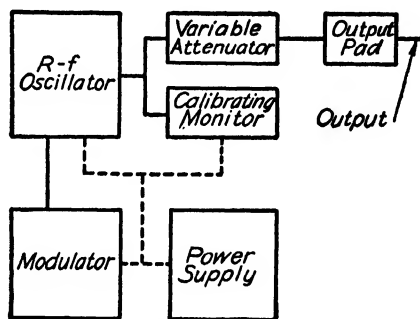 R-f
Oscillator
Variable
Attenuator
Output
Pad
Calibrating
Monitor
Output
Modulator
Power
Supply